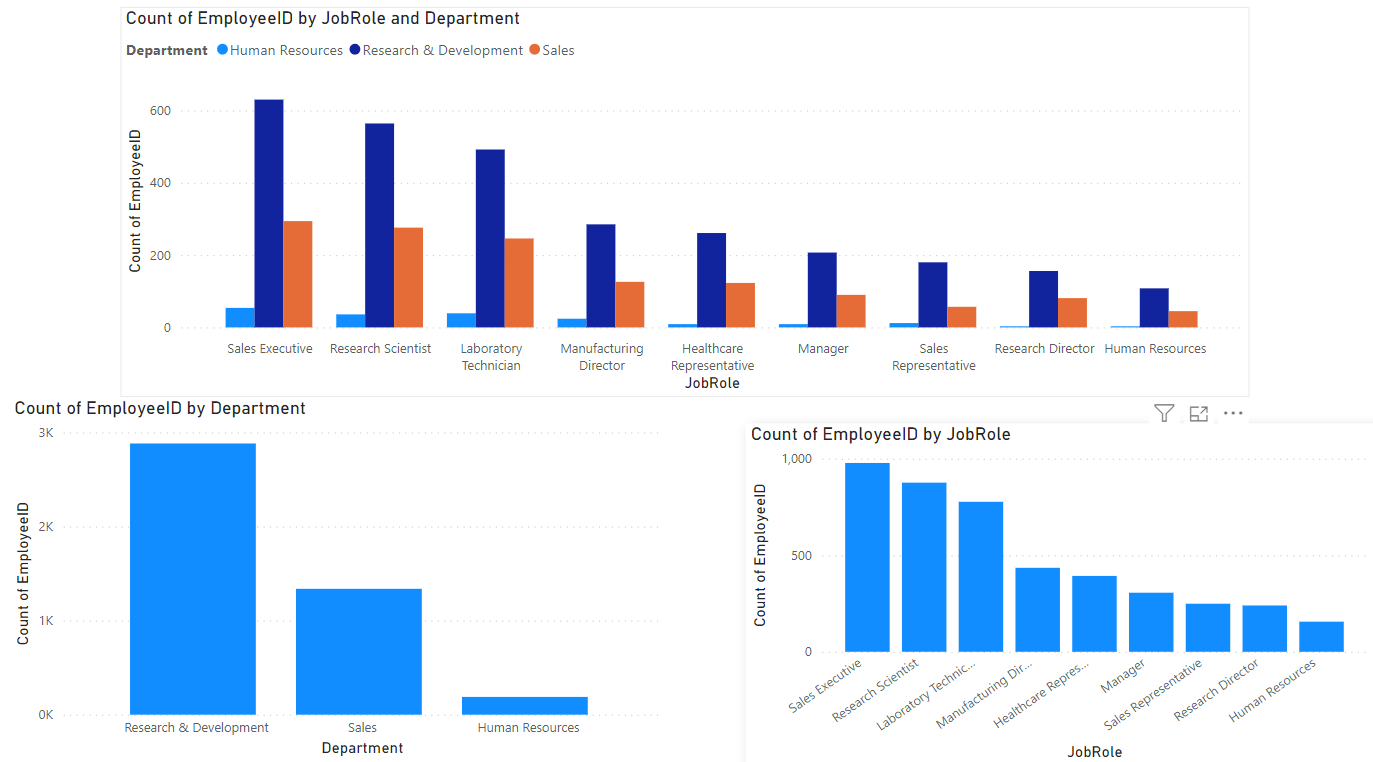 Count of EmployeeID by JobRole and Department
Department Human Resources Research & Development Sales
600
400
200
0
Count of EmployeeID
Sales Executive Research Scientist Laboratory Technician Manufacturing Director Healthcare Representative Manager Sales Representative Research Director Human Resources
JobRole
Count of EmployeeID by Department
3K
2K
1K
0K
Count of EmployeeID
Research & Development Sales Human Resources
Department
Count of EmployeeID by JobRole
1,000
500
0
Count of EmployeeID
Sales Executive
Research Scientist
Laboratory Technic...
Manufacturing Dir...
Healthcare Repres...
Manager
Sales Representative
Research Director
Human Resources
JobRole